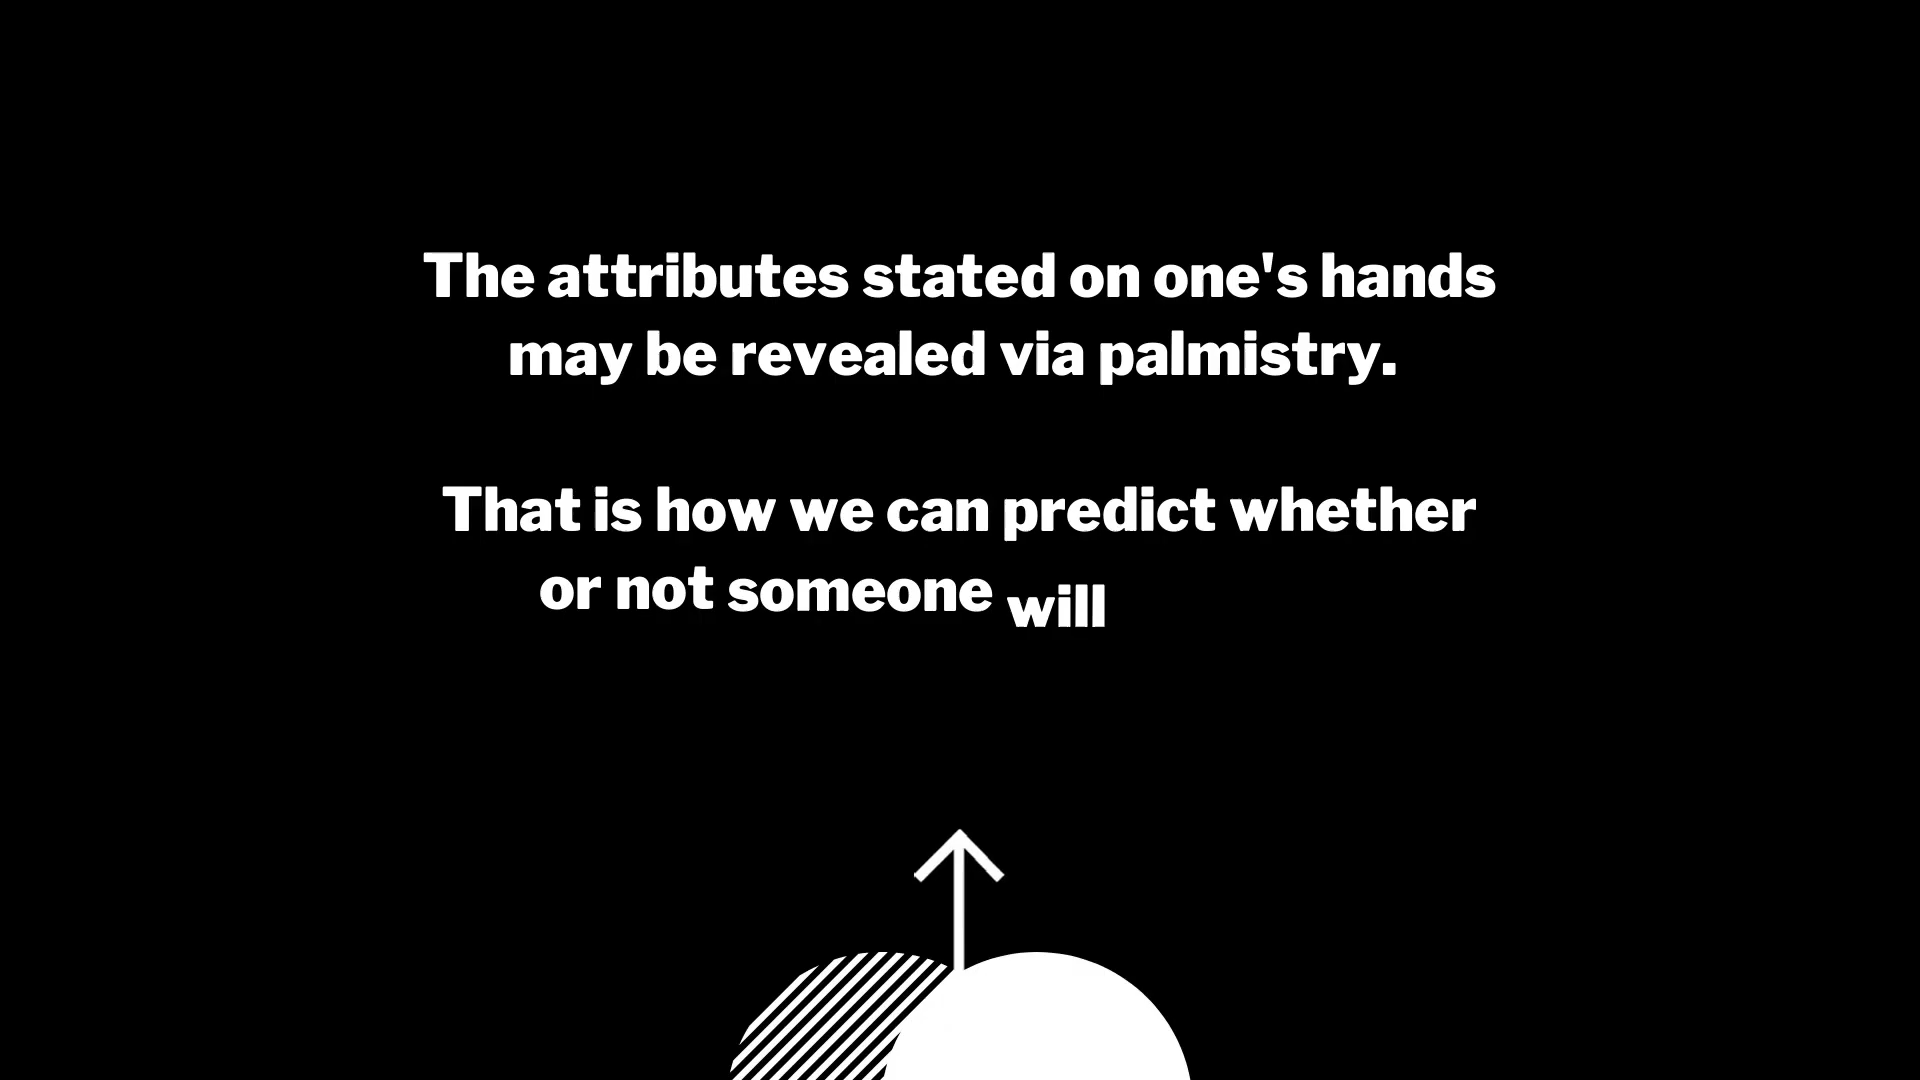 The attributes stated on one's hands
may be revealed via palmistry.
That is how we can predict whether
or not someone will